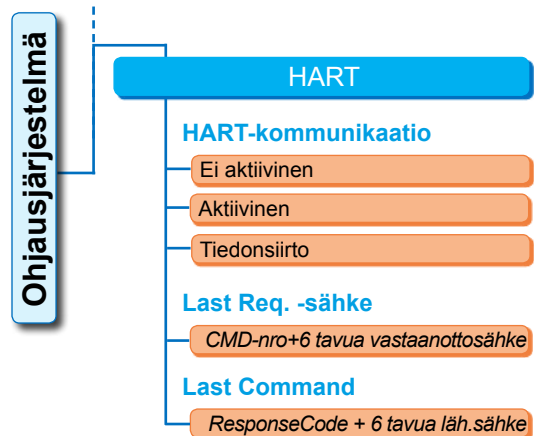 Ohjausjärjestelmä
HART
HART-kommunikaatio
Ei aktiivinen
Aktiivinen
Tiedonsiirto
Last Req. -sähke
CMD-nro+6 tavua vastaanottosähke
Last Command
ResponseCode + 6 tavua läh.sähke